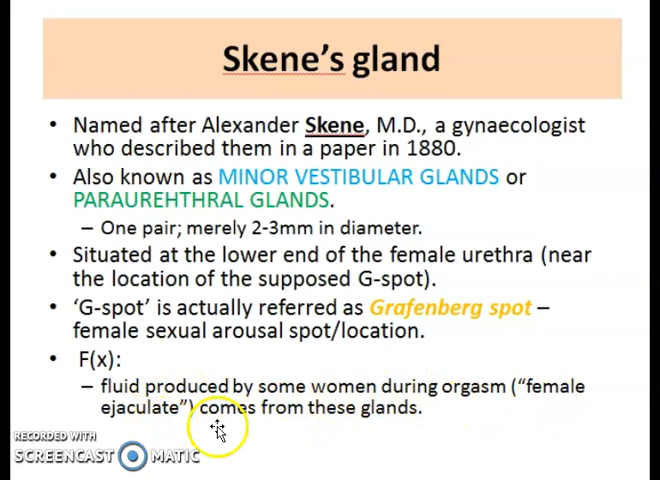 Skene's gland
• Named after Alexander Skene, M.D., a gynaecologist
who described them in a paper in 1880.
• Also known as MINOR VESTIBULAR GLANDS or
PARAUREHTHRAL GLANDS.
– One pair; merely 2-3mm in diameter.
• Situated at the lower end of the female urethra (near
the location of the supposed G-spot).
• ‘G-spot’ is actually referred as Grafenberg spot –
female sexual arousal spot/location.
• F(x):
– fluid produced by some women during orgasm (“female
ejaculate”) comes from these glands.
RECORDED WITH
SCREENCAST MATIC